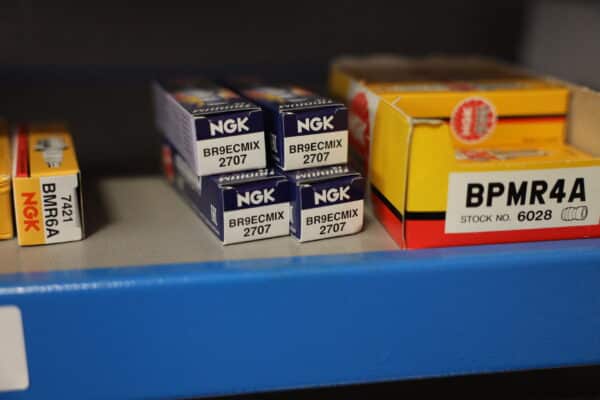 NGK
BMR6A
7421
NGK
BR9ECMIX
2707
NGK
BR9ECMIX
2707
NGK
BR9ECMIX
2707
NGK
BR9ECMIX
2707
BPMR4A
STOCK NO. 6028